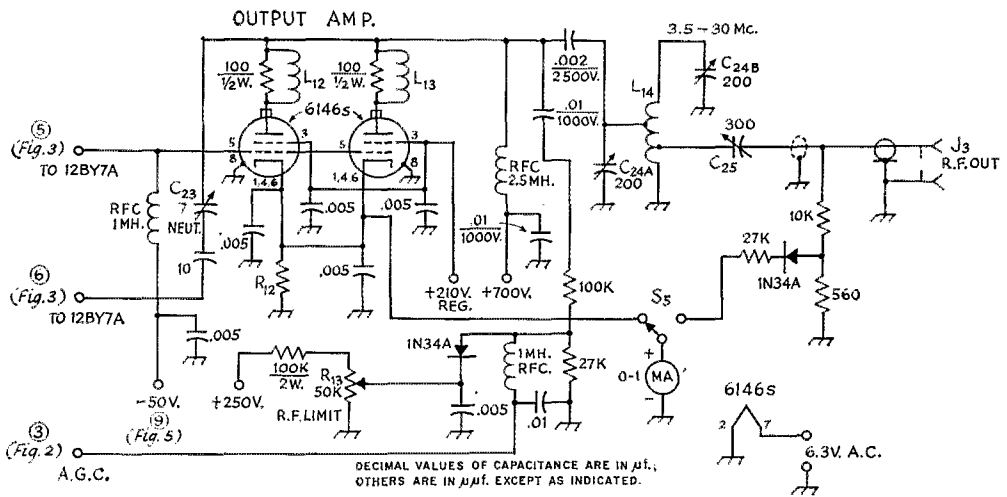 OUTPUT AMP.
3.5-30 MC.
100
1/2 W.
L12
100
1/2 W.
L13
.002
2500V.
L14
C24B
200
6146s
.01
1000V.
5
3
5
3
8
8
1,4,6
1,4,6
⑤
(Fig.3)
TO 12BY7A
300
C25
J3
R.F. OUT
RFC
2.5MH.
C24A
200
C23
7
NEUT.
RFC
1MH.
.005
.005
.005
.01
1000V.
10K
27K
1N34A
10
.005
R12
560
⑥
(Fig.3)
TO 12BY7A
+210V.
REG.
+700V.
100K
S5
.005
1N34A
1MH.
RFC.
27K
+
0-1
MA
-
100K
2W.
R13
50K
R.F. LIMIT
.005
.01
6146s
2
7
-50V.
+250V.
⑨
(Fig.5)
③
(Fig.2)
A.G.C.
6.3V. A.C.
DECIMAL VALUES OF CAPACITANCE ARE IN µf.;
OTHERS ARE IN µµf. EXCEPT AS INDICATED.